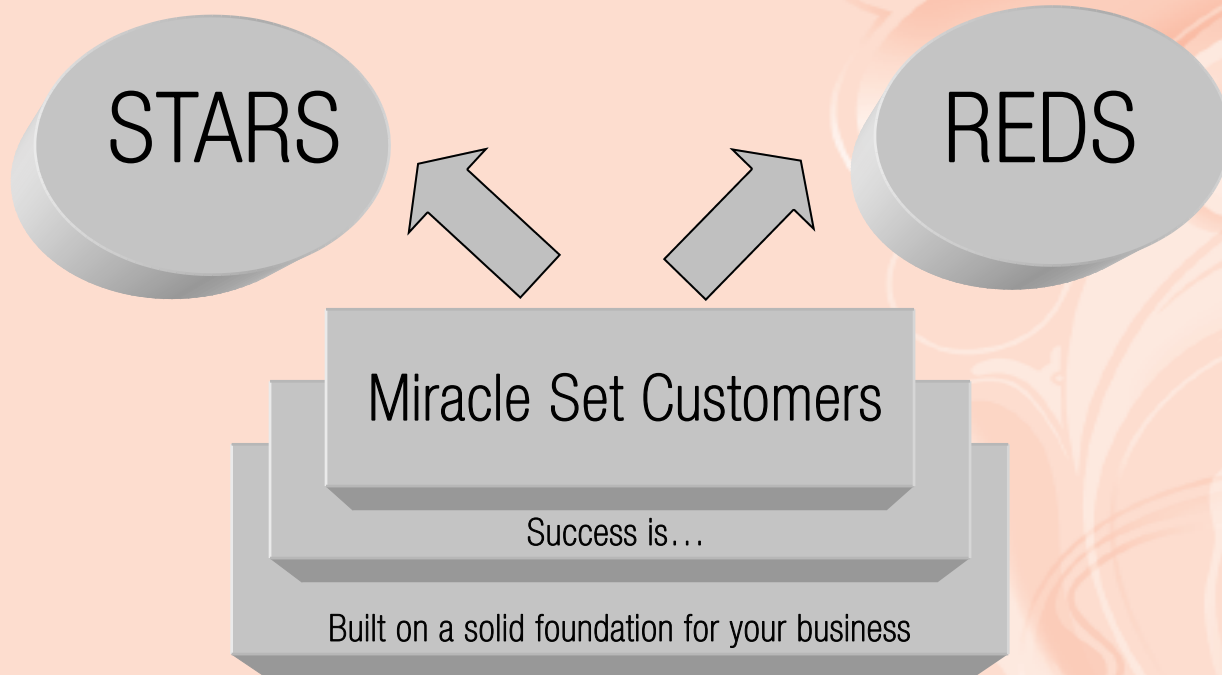 STARS
REDS
Miracle Set Customers
Success is…
Built on a solid foundation for your business